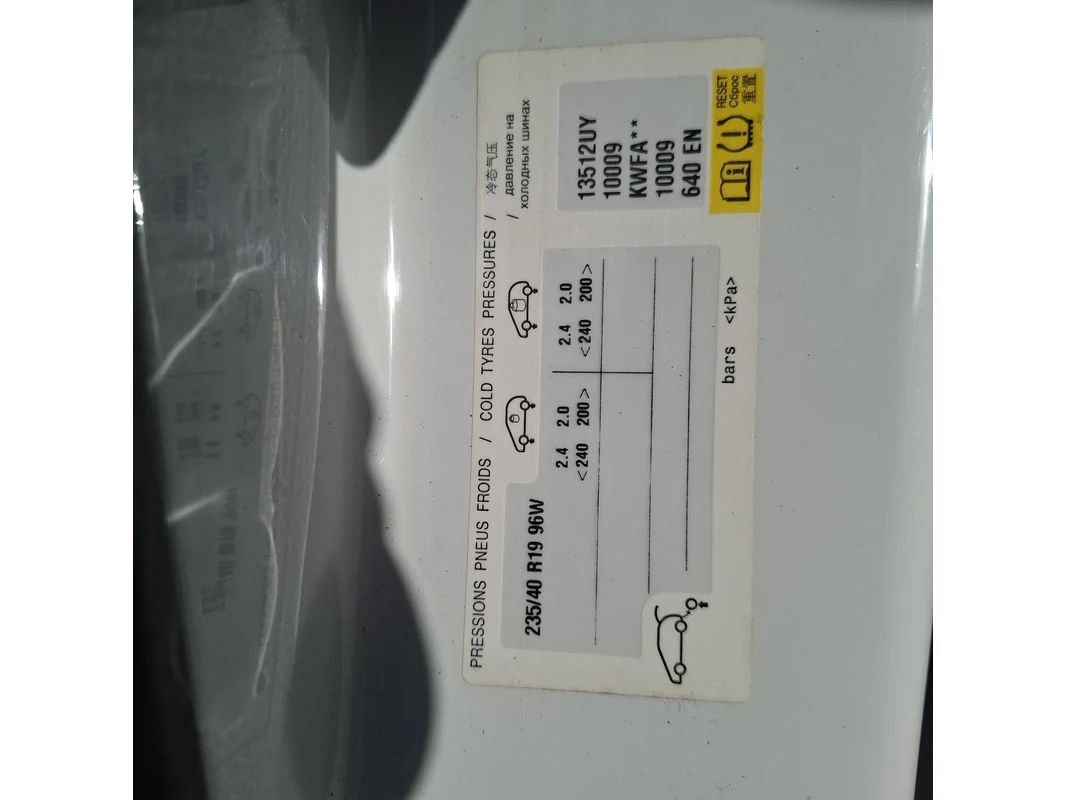 PRESSIONS PNEUS FROIDS / COLD TYRES PRESSURES / 冷态气压
/ давление на
холодных шинах
235/40 R19 96W
2.4 2.0
<240 200>
2.4 2.0
<240 200>
bars <kPa>
13512UY
10009
KWFA**
10009
640 EN
RESET
Сброс
重置